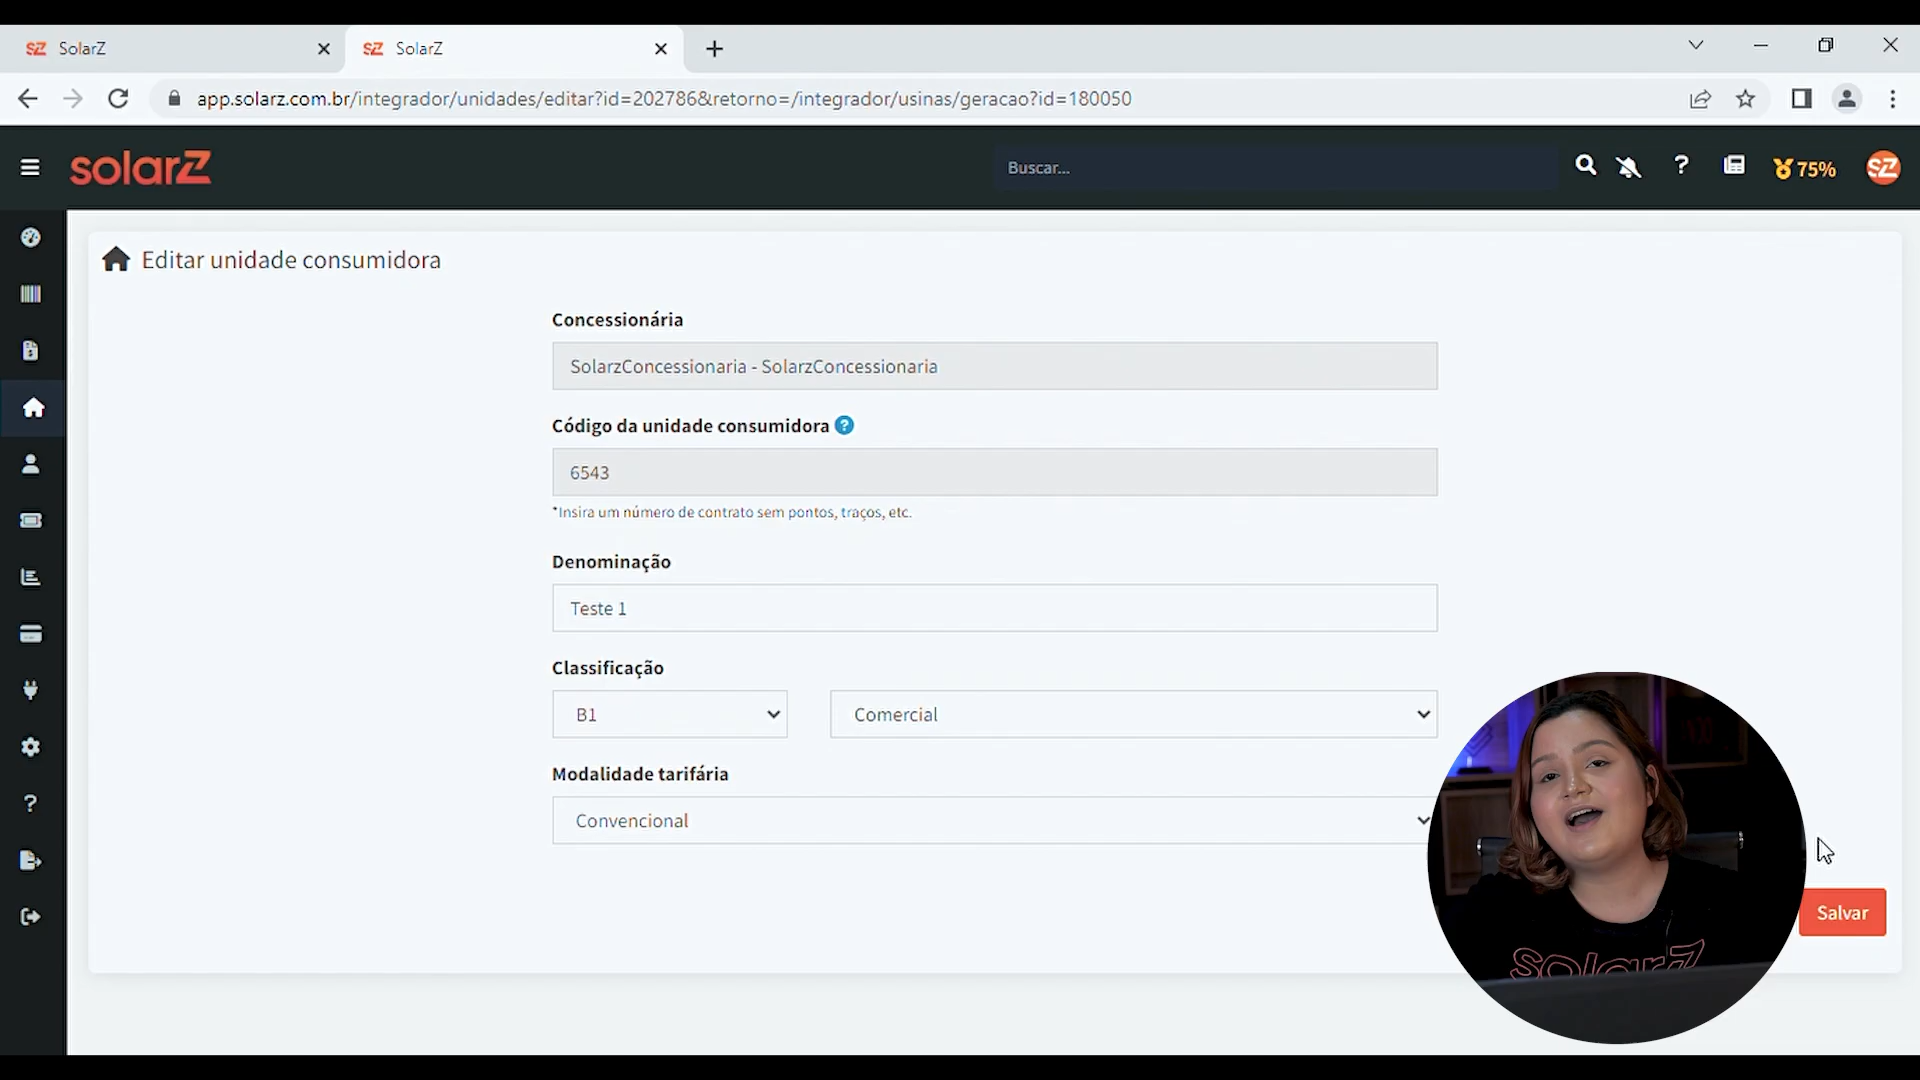 SolarZ
SolarZ
app.solarz.com.br/integrador/unidades/editar?id=202786&retorno=/integrador/usinas/geracao?id=180050
solarZ
Buscar...
75%
SZ
Editar unidade consumidora
Concessionária
SolarzConcessionaria - SolarzConcessionaria
Código da unidade consumidora
6543
*Insira um número de contrato sem pontos, traços, etc.
Denominação
Teste 1
Classificação
B1
Comercial
Modalidade tarifária
Convencional
Salvar
solarZ